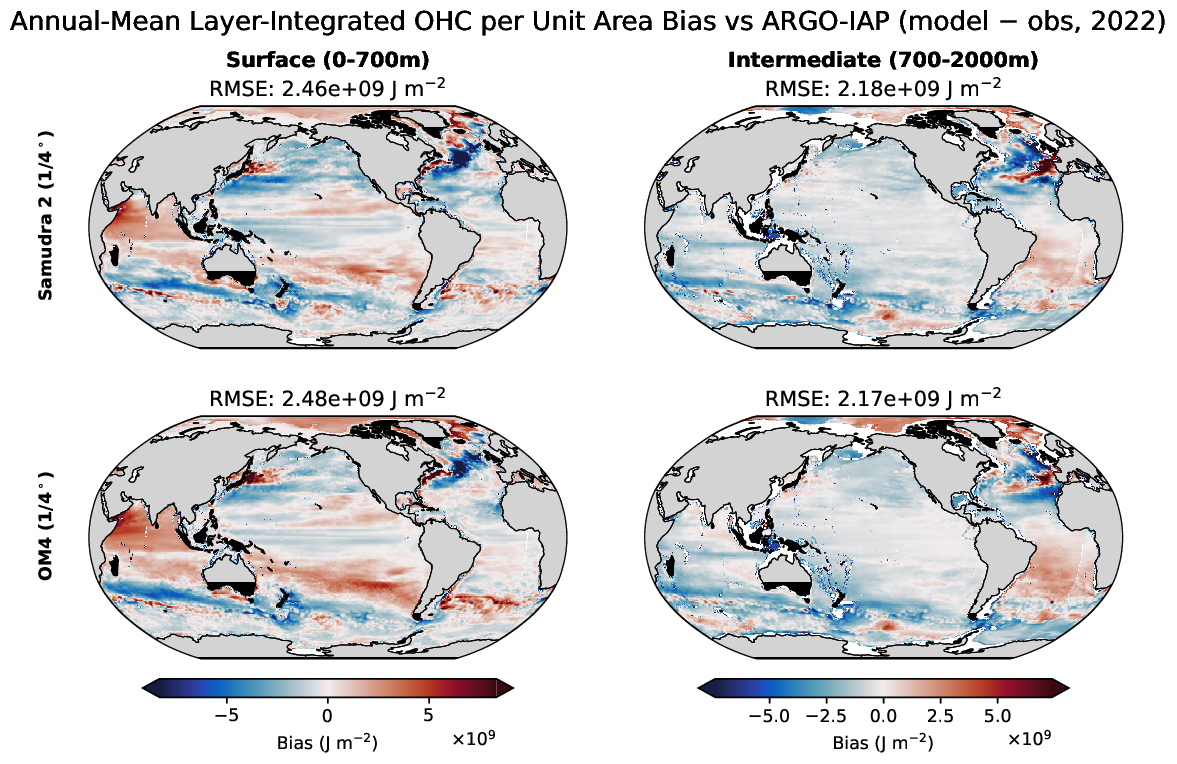 Annual-Mean Layer-Integrated OHC per Unit Area Bias vs ARGO-IAP (model − obs, 2022)
Surface (0-700m)
Intermediate (700-2000m)
RMSE: 2.46e+09 J m⁻²
RMSE: 2.18e+09 J m⁻²
Samudra 2 (1/4°)
RMSE: 2.48e+09 J m⁻²
RMSE: 2.17e+09 J m⁻²
OM4 (1/4°)
−5 0 5
×10⁹
Bias (J m⁻²)
−5.0 −2.5 0.0 2.5 5.0
×10⁹
Bias (J m⁻²)